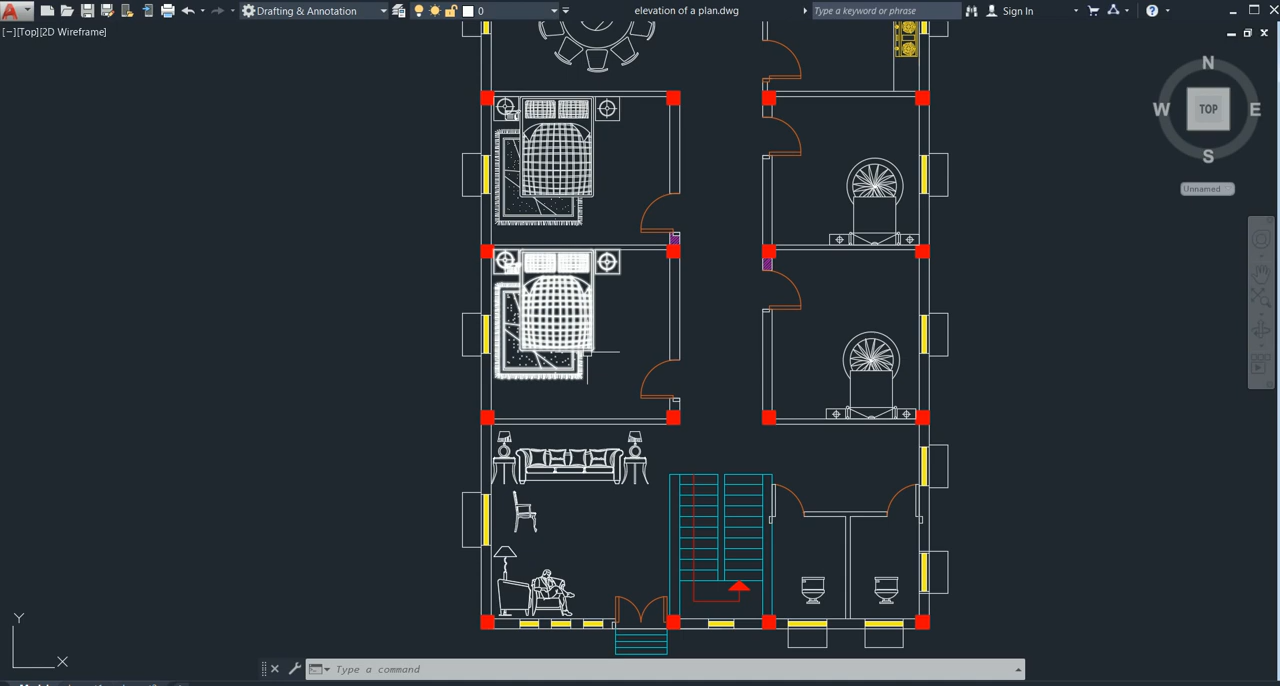 Drafting & Annotation
0
elevation of a plan.dwg
Type a keyword or phrase
Sign In
?
[−][Top][2D Wireframe]
N
W
TOP
E
S
Unnamed
Y
X
Type a command